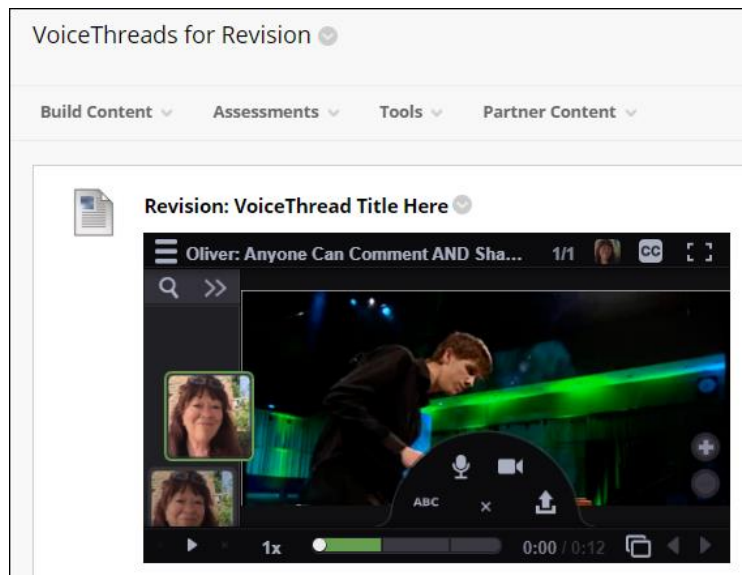 VoiceThreads for Revision
Build Content Assessments Tools Partner Content
Revision: VoiceThread Title Here
Oliver: Anyone Can Comment AND Sha... 1/1 CC
ABC
1x 0:00 / 0:12